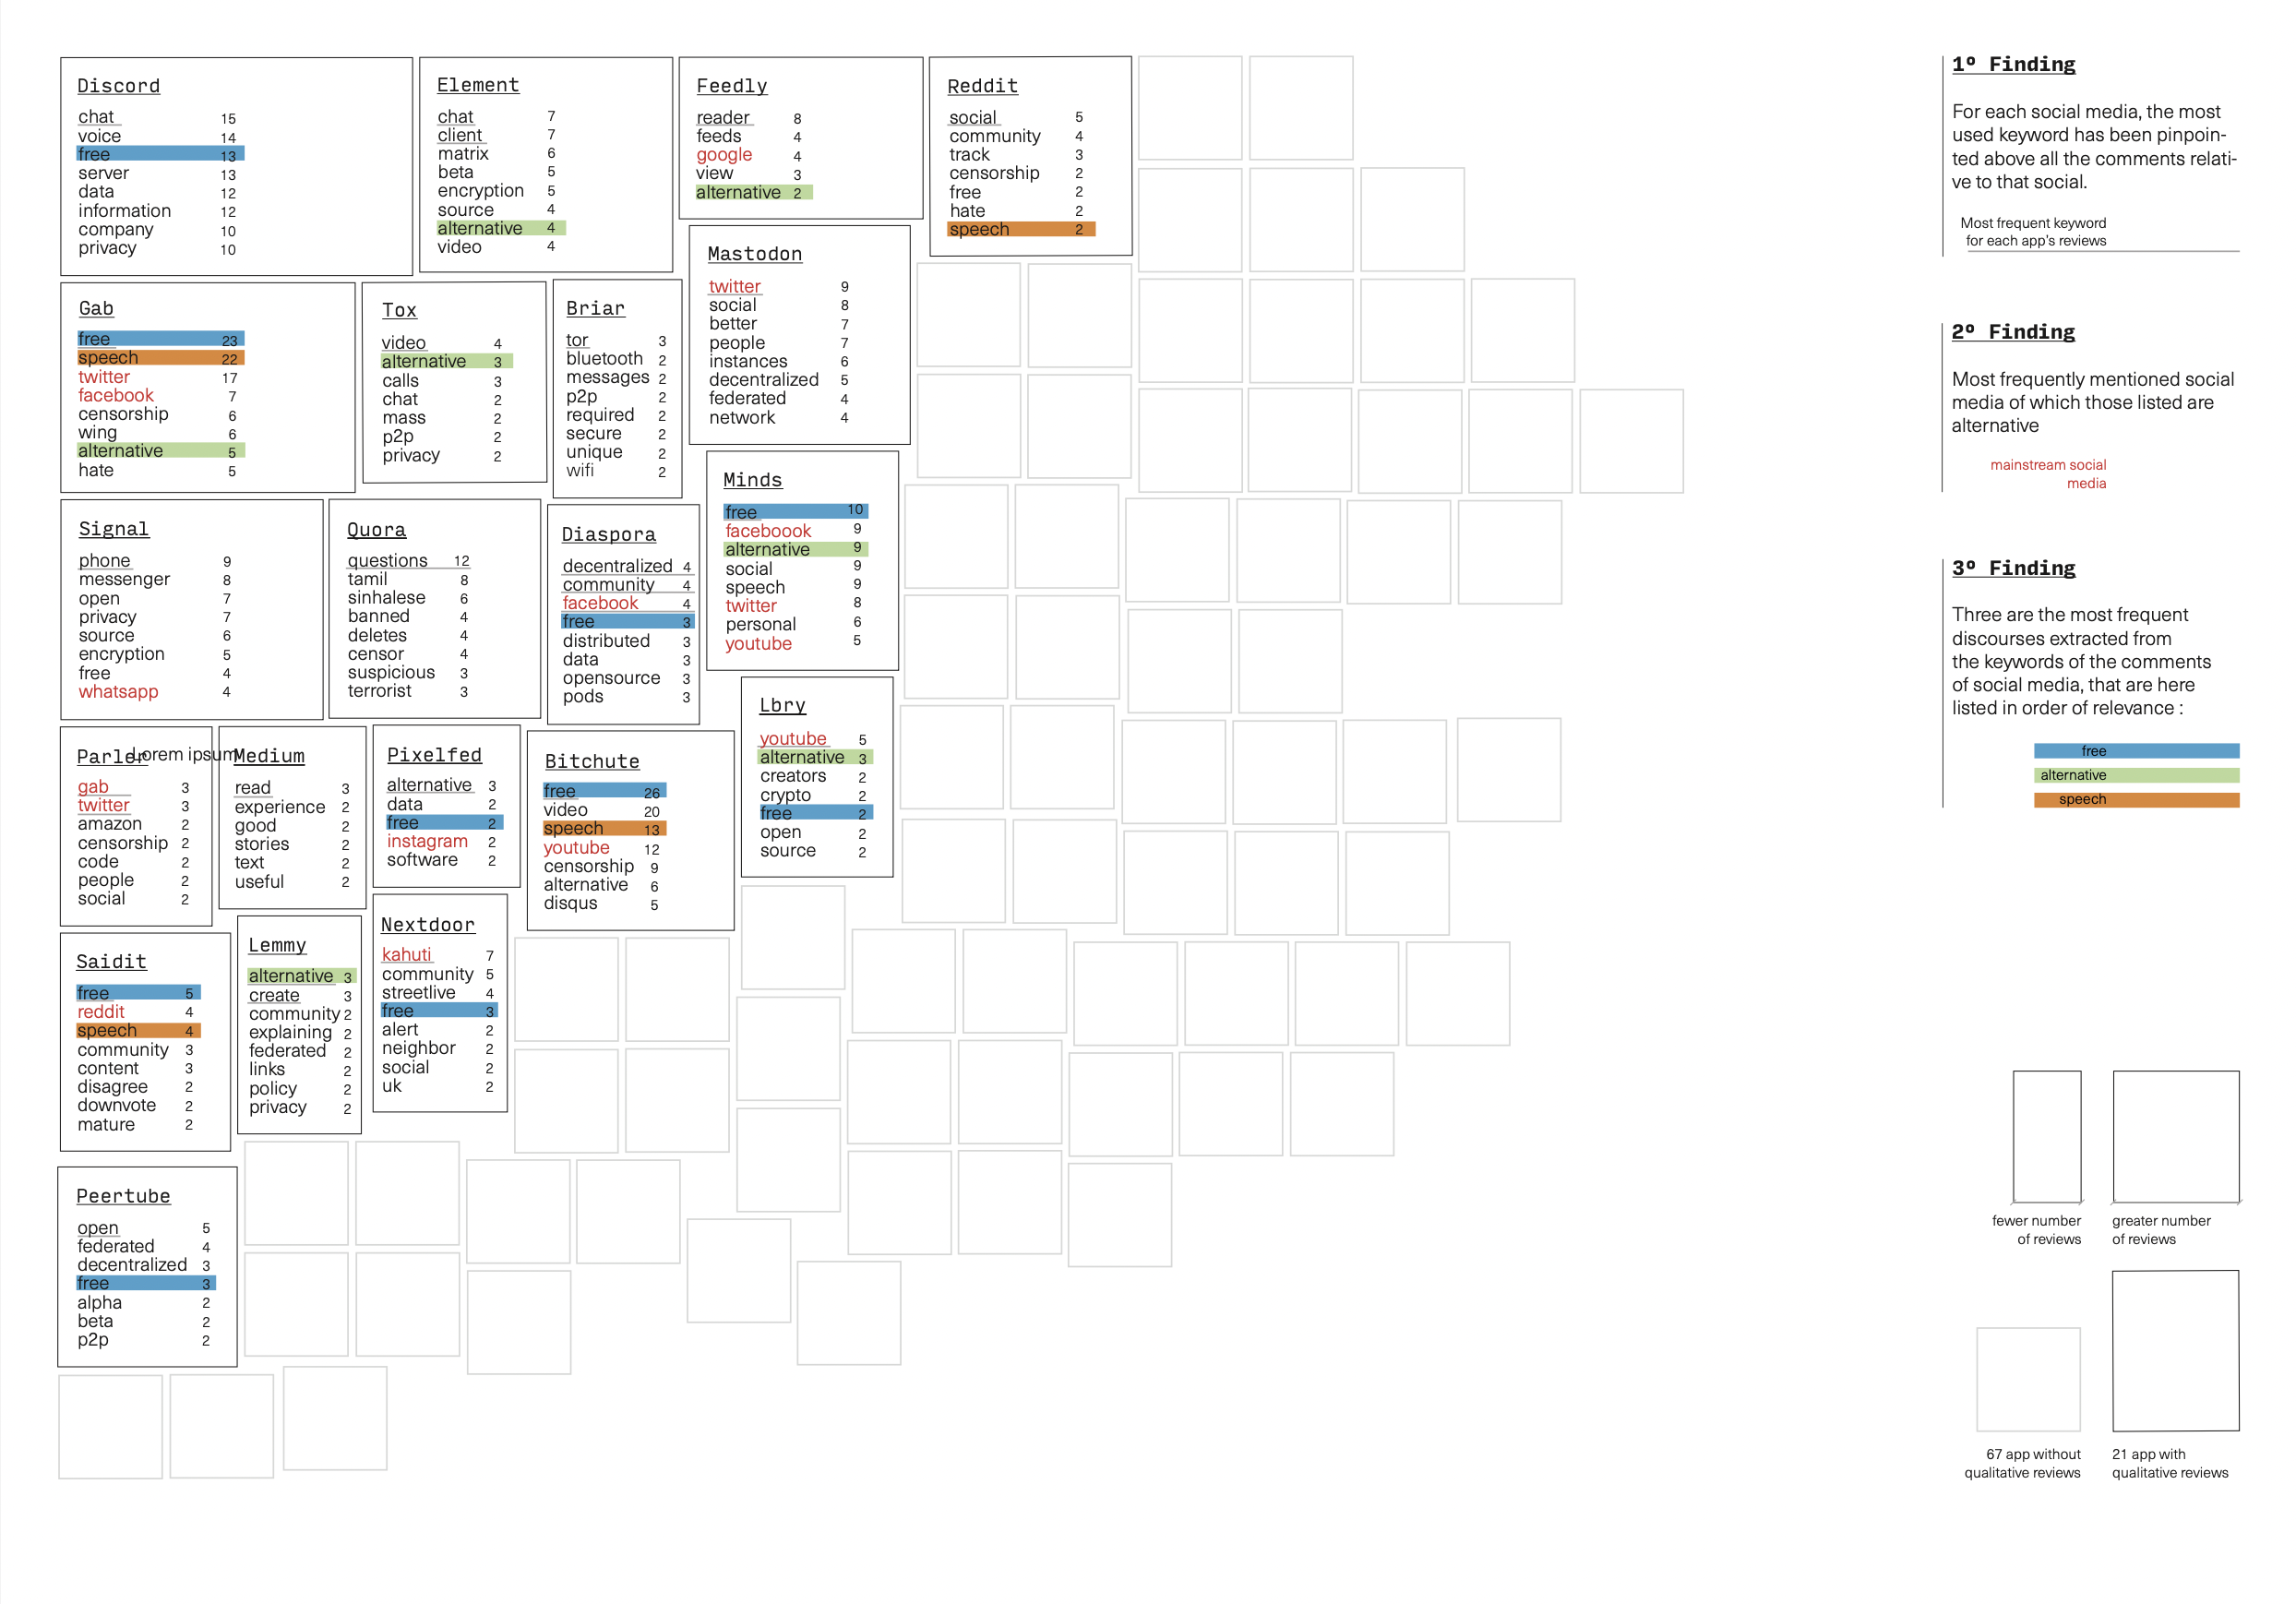 Discord
chat 15
voice 14
free 13
server 13
data 12
information 12
company 10
privacy 10
Element
chat 7
client 7
matrix 6
beta 5
encryption 5
source 4
alternative 4
video 4
Feedly
reader 8
feeds 4
google 4
view 3
alternative 2
Reddit
social 5
community 4
track 3
censorship 2
free 2
hate 2
speech 2
Mastodon
twitter 9
social 8
better 7
people 7
instances 6
decentralized 5
federated 4
network 4
Gab
free 23
speech 22
twitter 17
facebook 7
censorship 6
wing 6
alternative 5
hate 5
Tox
video 4
alternative 3
calls 3
chat 2
mass 2
p2p 2
privacy 2
Briar
tor 3
bluetooth 2
messages 2
p2p 2
required 2
secure 2
unique 2
wifi 2
Minds
free 10
faceboook 9
alternative 9
social 9
speech 9
twitter 8
personal 6
youtube 5
Signal
phone 9
messenger 8
open 7
privacy 7
source 6
encryption 5
free 4
whatsapp 4
Quora
questions 12
tamil 8
sinhalese 6
banned 4
deletes 4
censor 4
suspicious 3
terrorist 3
Diaspora
decentralized 4
community 4
facebook 4
free 3
distributed 3
data 3
opensource 3
pods 3
Lbry
youtube 5
alternative 3
creators 2
crypto 2
free 2
open 2
source 2
Parler
Lorem ipsum
gab 3
twitter 3
amazon 2
censorship 2
code 2
people 2
social 2
Medium
read 3
experience 2
good 2
stories 2
text 2
useful 2
Pixelfed
alternative 3
data 2
free 2
instagram 2
software 2
Bitchute
free 26
video 20
speech 13
youtube 12
censorship 9
alternative 6
disqus 5
Saidit
free 5
reddit 4
speech 4
community 3
content 3
disagree 2
downvote 2
mature 2
Lemmy
alternative 3
create 3
community 2
explaining 2
federated 2
links 2
policy 2
privacy 2
Nextdoor
kahuti 7
community 5
streetlive 4
free 3
alert 2
neighbor 2
social 2
uk 2
Peertube
open 5
federated 4
decentralized 3
free 3
alpha 2
beta 2
p2p 2
1º Finding
For each social media, the most
used keyword has been pinpoin-
ted above all the comments relati-
ve to that social.
Most frequent keyword
for each app's reviews
2º Finding
Most frequently mentioned social
media of which those listed are
alternative
mainstream social
media
3º Finding
Three are the most frequent
discourses extracted from
the keywords of the comments
of social media, that are here
listed in order of relevance :
free
alternative
speech
fewer number
of reviews
greater number
of reviews
67 app without
qualitative reviews
21 app with
qualitative reviews